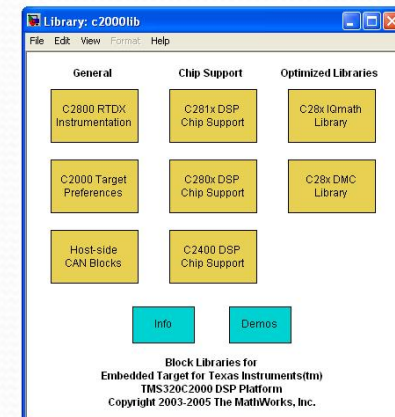 Library: c2000lib
File Edit View Format Help
General Chip Support Optimized Libraries
C2800 RTDX
Instrumentation
C281x DSP
Chip Support
C28x IQmath
Library
C2000 Target
Preferences
C280x DSP
Chip Support
C28x DMC
Library
Host-side
CAN Blocks
C2400 DSP
Chip Support
Info
Demos
Block Libraries for
Embedded Target for Texas Instruments(tm)
TMS320C2000 DSP Platform
Copyright 2003-2005 The MathWorks, Inc.